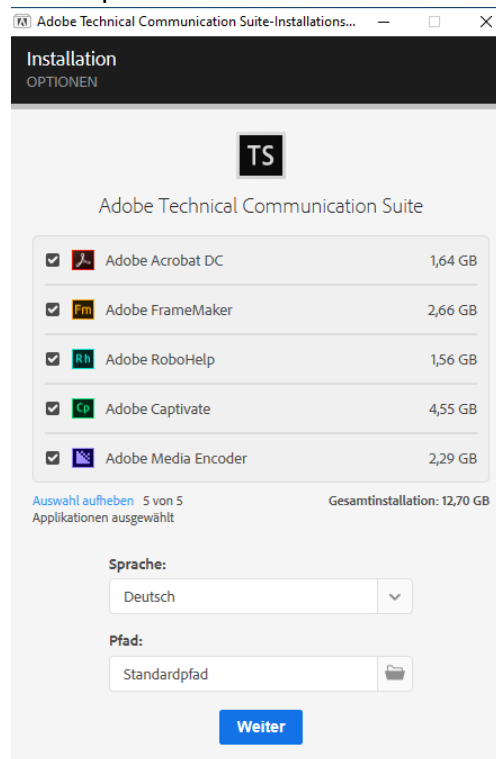 Adobe Technical Communication Suite-Installations...
Installation
OPTIONEN
TS
Adobe Technical Communication Suite
Adobe Acrobat DC 1,64 GB
Fm Adobe FrameMaker 2,66 GB
Rh Adobe RoboHelp 1,56 GB
Cp Adobe Captivate 4,55 GB
Adobe Media Encoder 2,29 GB
Auswahl aufheben 5 von 5 Gesamtinstallation: 12,70 GB
Applikationen ausgewählt
Sprache:
Deutsch
Pfad:
Standardpfad
Weiter